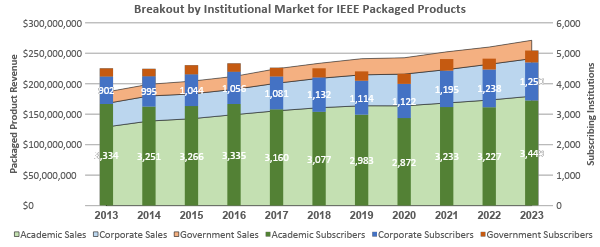 Breakout by Institutional Market for IEEE Packaged Products
$300,000,000 6,000
$250,000,000 5,000
$200,000,000 4,000
$150,000,000 3,000
$100,000,000 2,000
$50,000,000 1,000
$0 0
Packaged Product Revenue
Subscribing Institutions
902 995 1,044 1,056 1,081 1,132 1,114 1,122 1,195 1,238
3,334 3,251 3,266 3,335 3,160 3,077 2,983 2,872 3,233 3,227
2013 2014 2015 2016 2017 2018 2019 2020 2021 2022 2023
Academic Sales Corporate Sales Government Sales Academic Subscribers Corporate Subscribers Government Subscribers